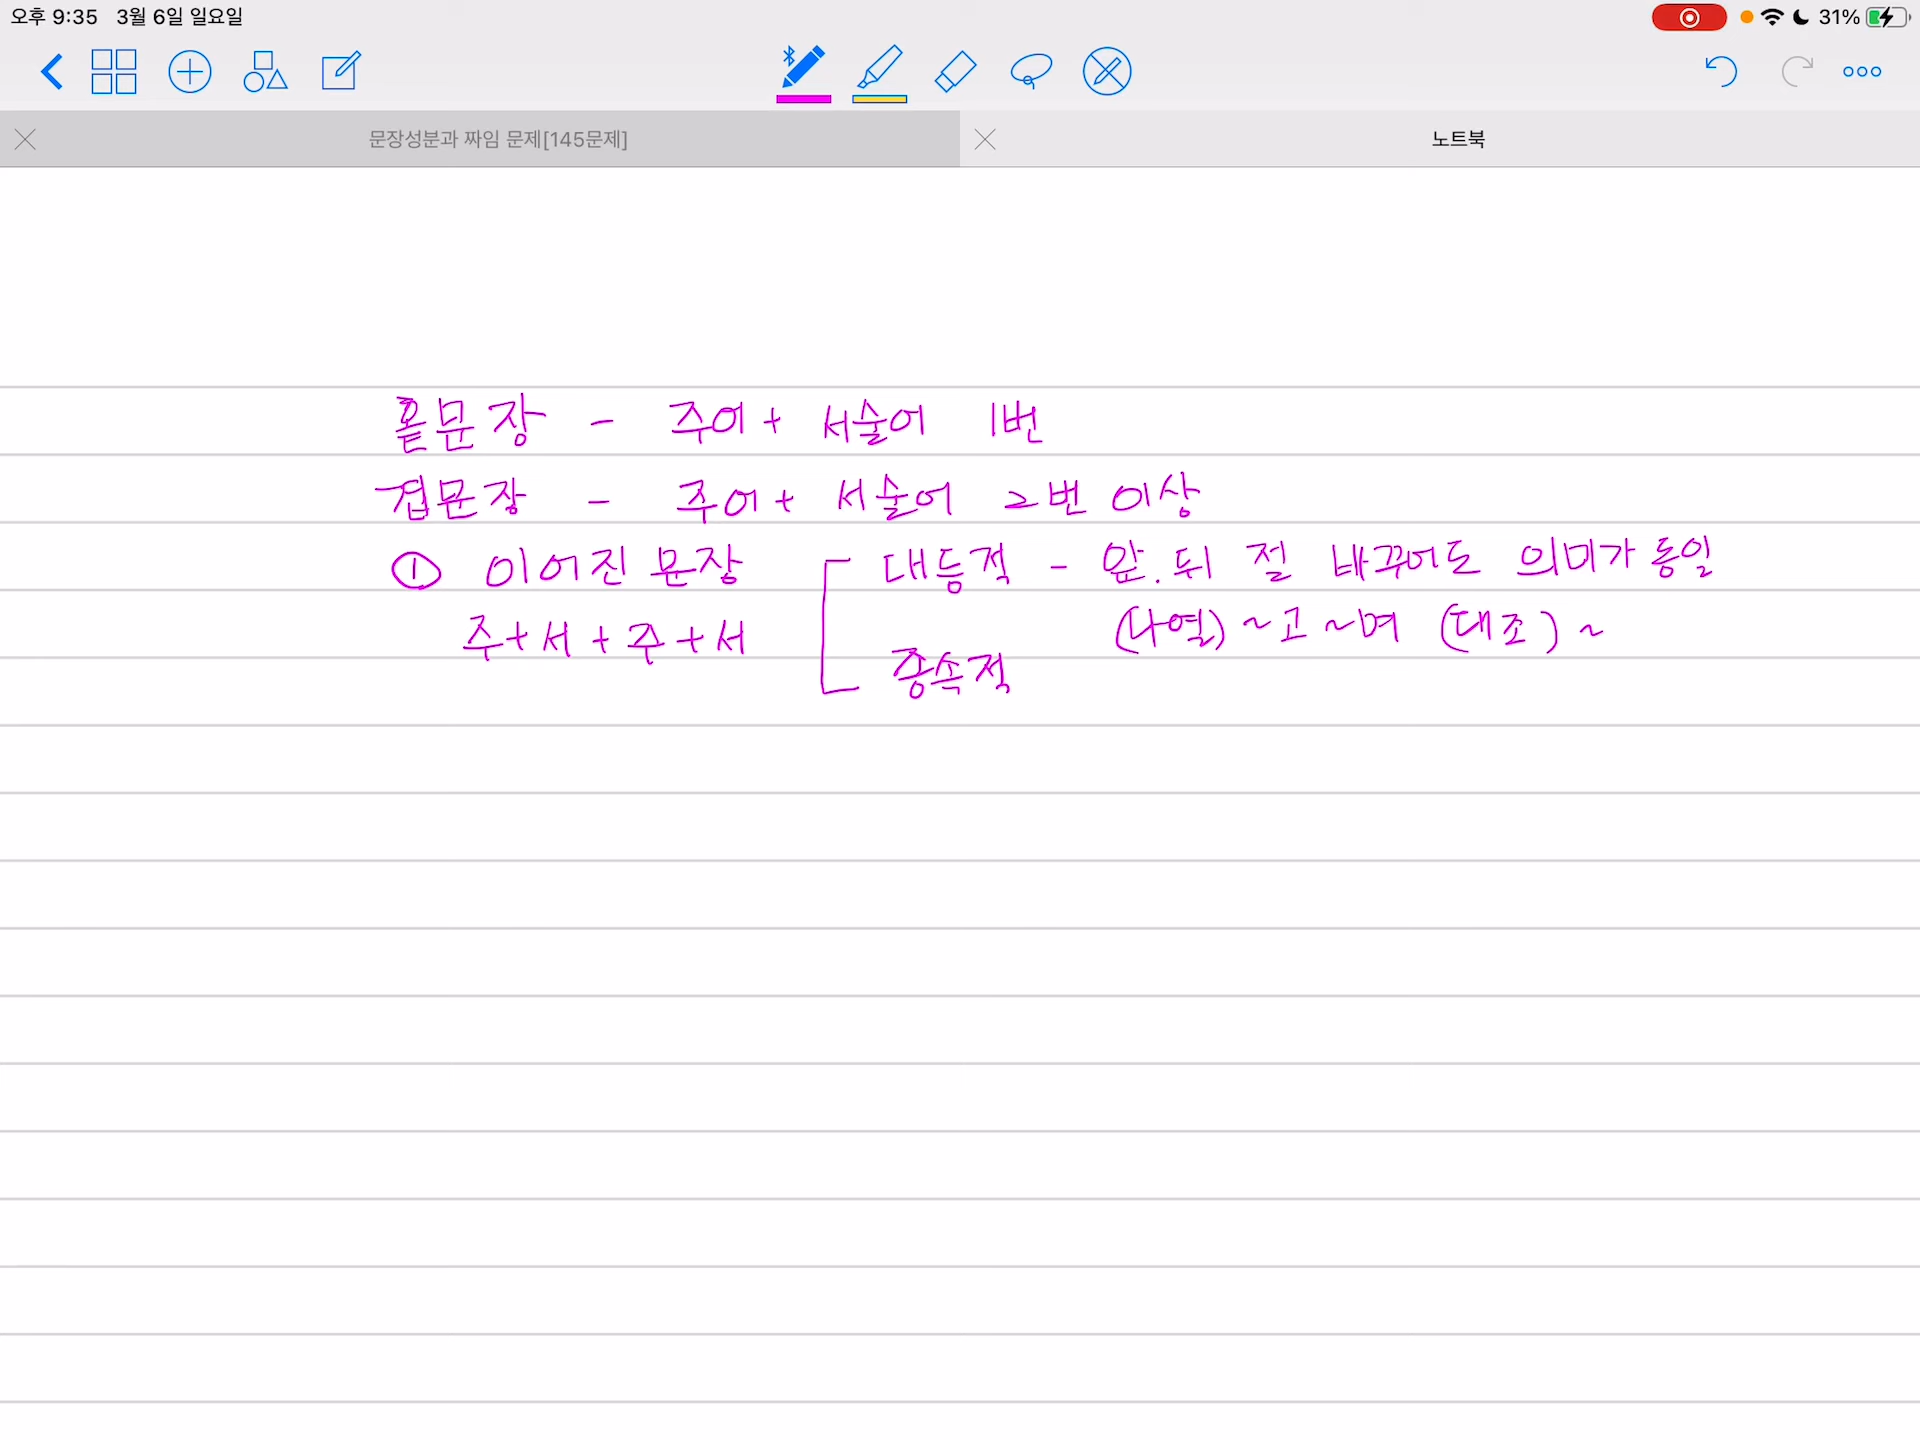 오후 9:35 3월 6일 일요일 31%
문장성분과 짜임 문제[145문제] 노트북
홑문장 - 주어 + 서술어 1번
겹문장 - 주어 + 서술어 2번 이상
① 이어진 문장 대등적 - 앞.뒤 절 바꾸어도 의미가 동일
주+서+주+서 (나열) ~고 ~며 (대조) ~
종속적